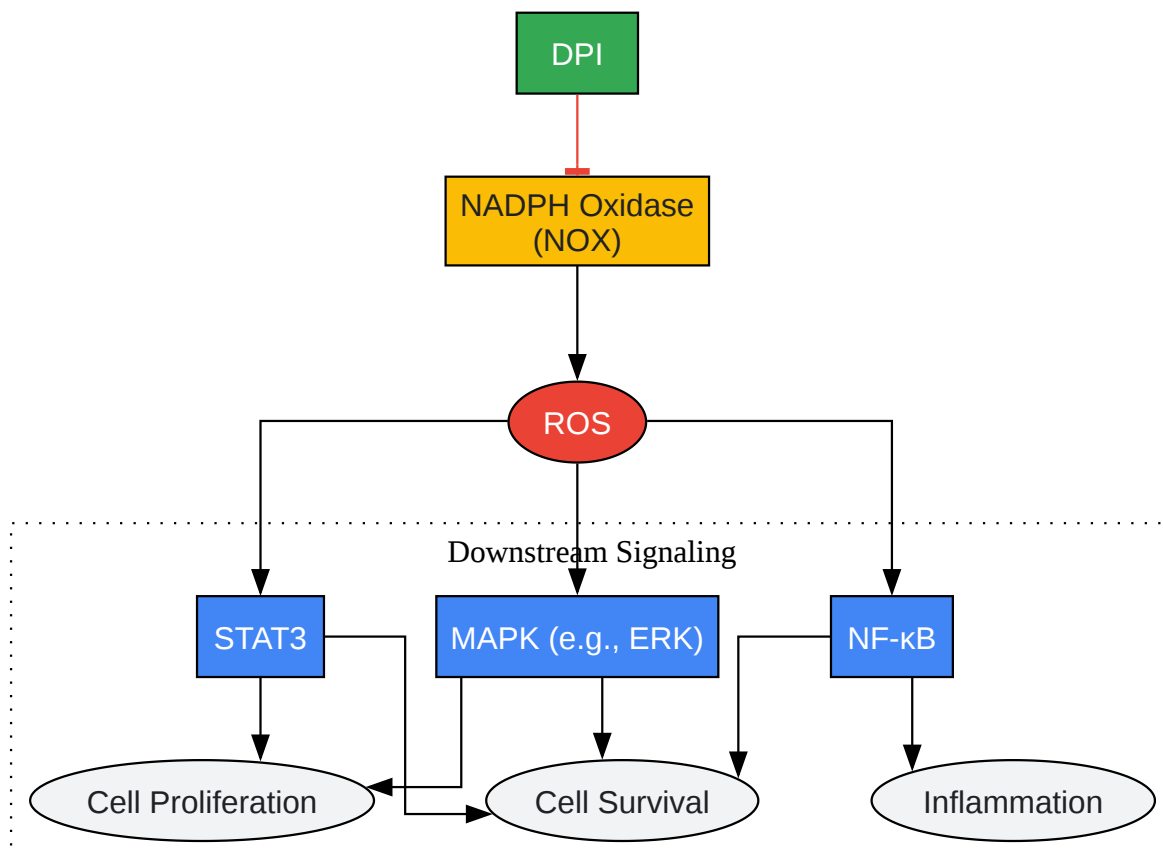 DPI
NADPH Oxidase
(NOX)
ROS
Downstream Signaling
STAT3
MAPK (e.g., ERK)
NF-κB
Cell Proliferation
Cell Survival
Inflammation